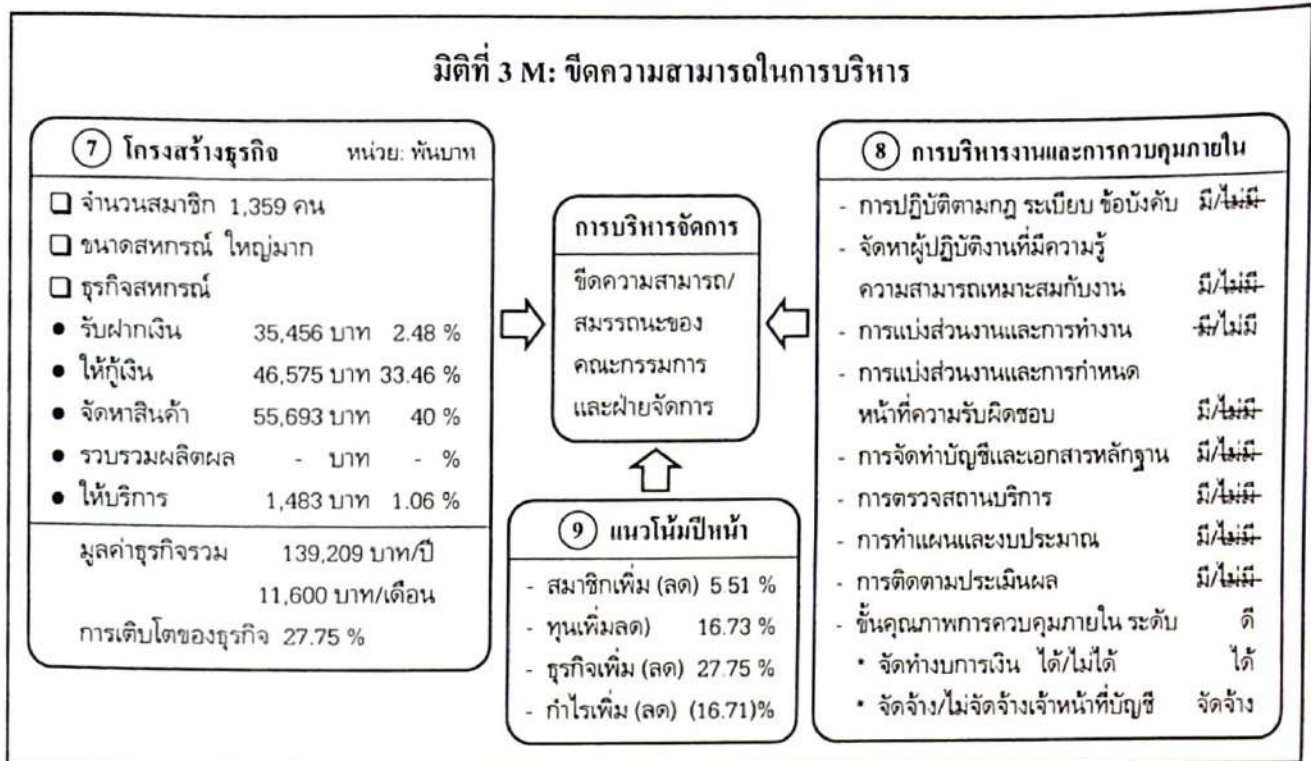 มิติที่ 3 M: ขีดความสามารถในการบริหาร
7 โครงสร้างธุรกิจ หน่วย: พันบาท
❑ จำนวนสมาชิก 1,359 คน
❑ ขนาดสหกรณ์ ใหญ่มาก
❑ ธุรกิจสหกรณ์
● รับฝากเงิน 35,456 บาท 2.48 %
● ให้กู้เงิน 46,575 บาท 33.46 %
● จัดหาสินค้า 55,693 บาท 40 %
● รวบรวมผลิตผล - บาท - %
● ให้บริการ 1,483 บาท 1.06 %
มูลค่าธุรกิจรวม 139,209 บาท/ปี
11,600 บาท/เดือน
การเติบโตของธุรกิจ 27.75 %
การบริหารจัดการ
ขีดความสามารถ/
สมรรถนะของ
คณะกรรมการ
และฝ่ายจัดการ
9 แนวโน้มปีหน้า
- สมาชิกเพิ่ม (ลด) 5.51 %
- ทุนเพิ่มลด) 16.73 %
- ธุรกิจเพิ่ม (ลด) 27.75 %
- กำไรเพิ่ม (ลด) (16.71)%
8 การบริหารงานและการควบคุมภายใน
- การปฏิบัติตามกฎ ระเบียบ ข้อบังคับ มี/ไม่มี
- จัดหาผู้ปฏิบัติงานที่มีความรู้
ความสามารถเหมาะสมกับงาน มี/ไม่มี
- การแบ่งส่วนงานและการทำงาน มี/ไม่มี
- การแบ่งส่วนงานและการกำหนด
หน้าที่ความรับผิดชอบ มี/ไม่มี
- การจัดทำบัญชีและเอกสารหลักฐาน มี/ไม่มี
- การตรวจสถานบริการ มี/ไม่มี
- การทำแผนและงบประมาณ มี/ไม่มี
- การติดตามประเมินผล มี/ไม่มี
- ชั้นคุณภาพการควบคุมภายใน ระดับ ดี
* จัดทำงบการเงิน ได้/ไม่ได้ ได้
* จัดจ้าง/ไม่จัดจ้างเจ้าหน้าที่บัญชี จัดจ้าง